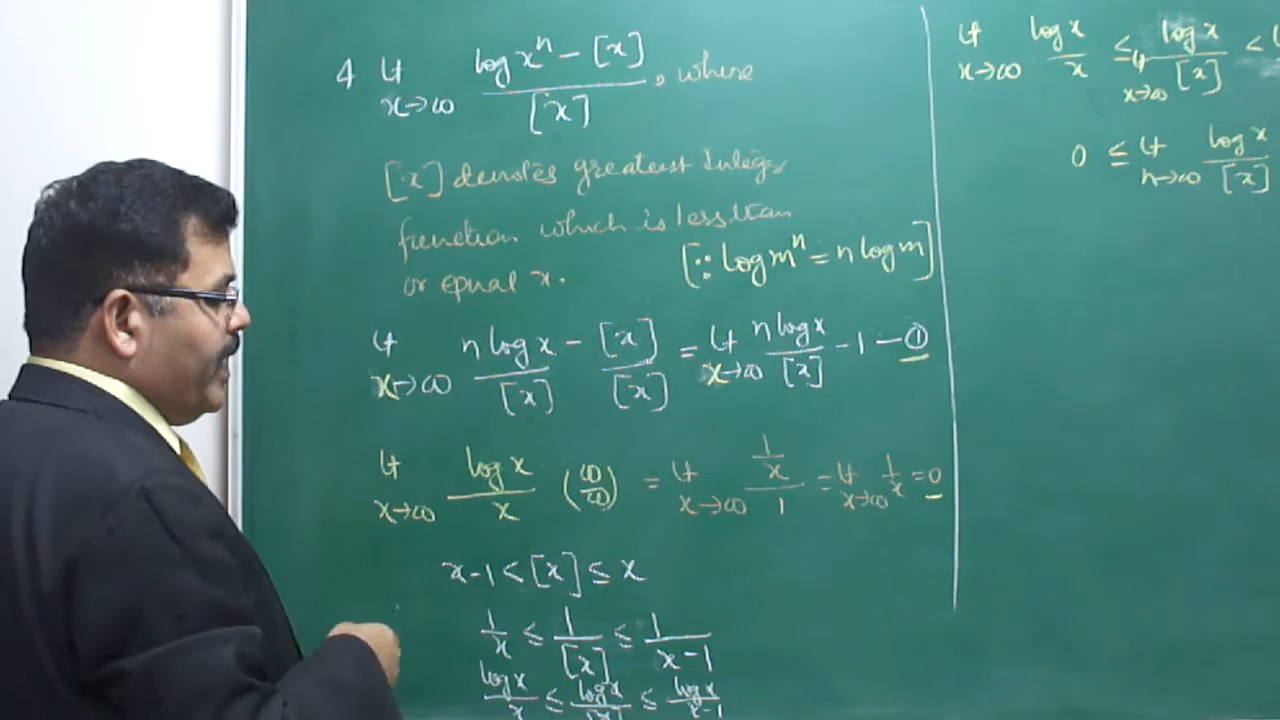 4 Lt x→∞ (log xⁿ − [x]) / [x], where
[x] denotes greatest Integer
function which is less than
or equal x. [∵ log mⁿ = n log m]
Lt x→∞ n log x / [x] − [x] / [x] = Lt x→∞ n log x / [x] − 1 — ①
Lt x→∞ log x / x (∞/∞) = Lt x→∞ (1/x) / 1 = Lt x→∞ 1/x = 0
x-1 < [x] ≤ x
1/x ≤ 1/[x] ≤ 1/(x-1)
log x / x ≤ log x / [x] ≤ log x / x-1
Lt x→∞ log x / x ≤ Lt x→∞ log x / [x] <
0 ≤ Lt n→∞ log x / [x]